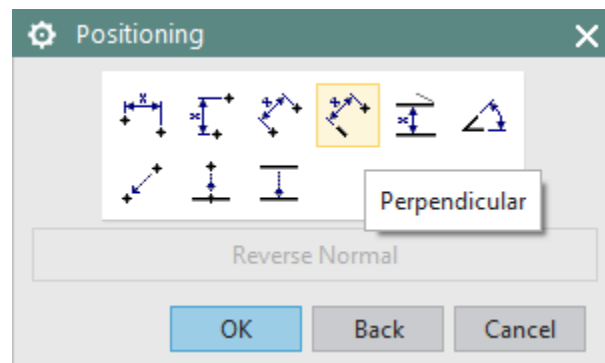 Positioning
Perpendicular
Reverse Normal
OK
Back
Cancel